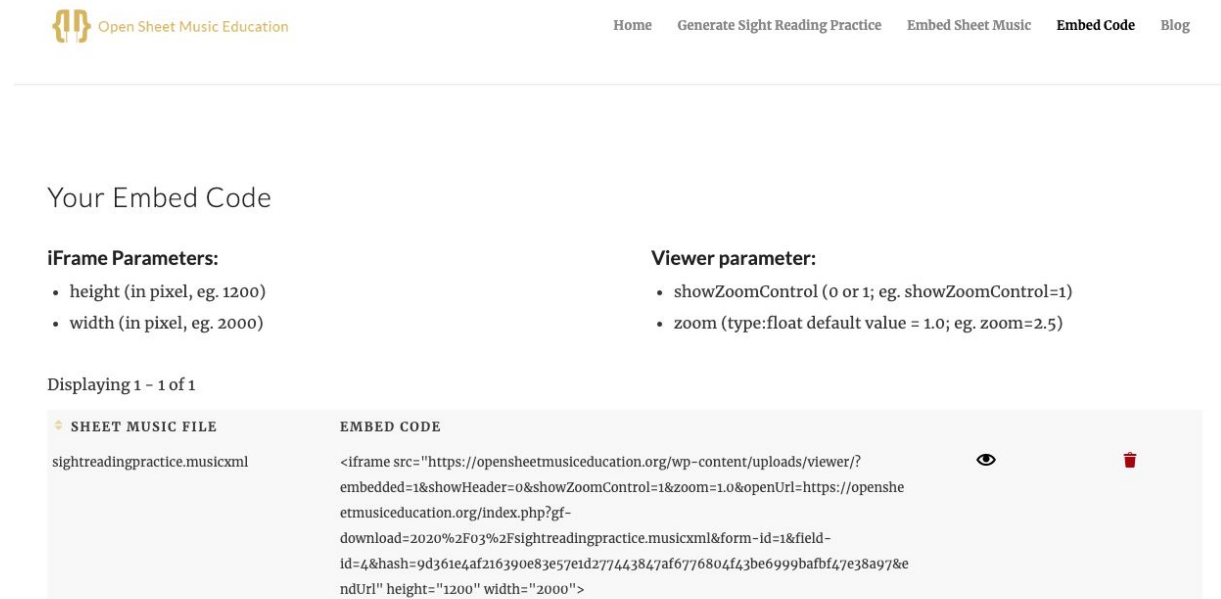 Open Sheet Music Education
Home Generate Sight Reading Practice Embed Sheet Music Embed Code Blog
Your Embed Code
iFrame Parameters:
• height (in pixel, eg. 1200)
• width (in pixel, eg. 2000)
Viewer parameter:
• showZoomControl (0 or 1; eg. showZoomControl=1)
• zoom (type:float default value = 1.0; eg. zoom=2.5)
Displaying 1 - 1 of 1
SHEET MUSIC FILE EMBED CODE
sightreadingpractice.musicxml <iframe src="https://opensheetmusiceducation.org/wp-content/uploads/viewer/?
embedded=1&showHeader=0&showZoomControl=1&zoom=1.0&openUrl=https://openshe
etmusiceducation.org/index.php?gf-
download=2020%2F03%2Fsightreadingpractice.musicxml&form-id=1&field-
id=4&hash=9d361e4af216390e83e57e1d277443847af6776804f43be6999bafbf47e38a97&e
ndUrl" height="1200" width="2000">